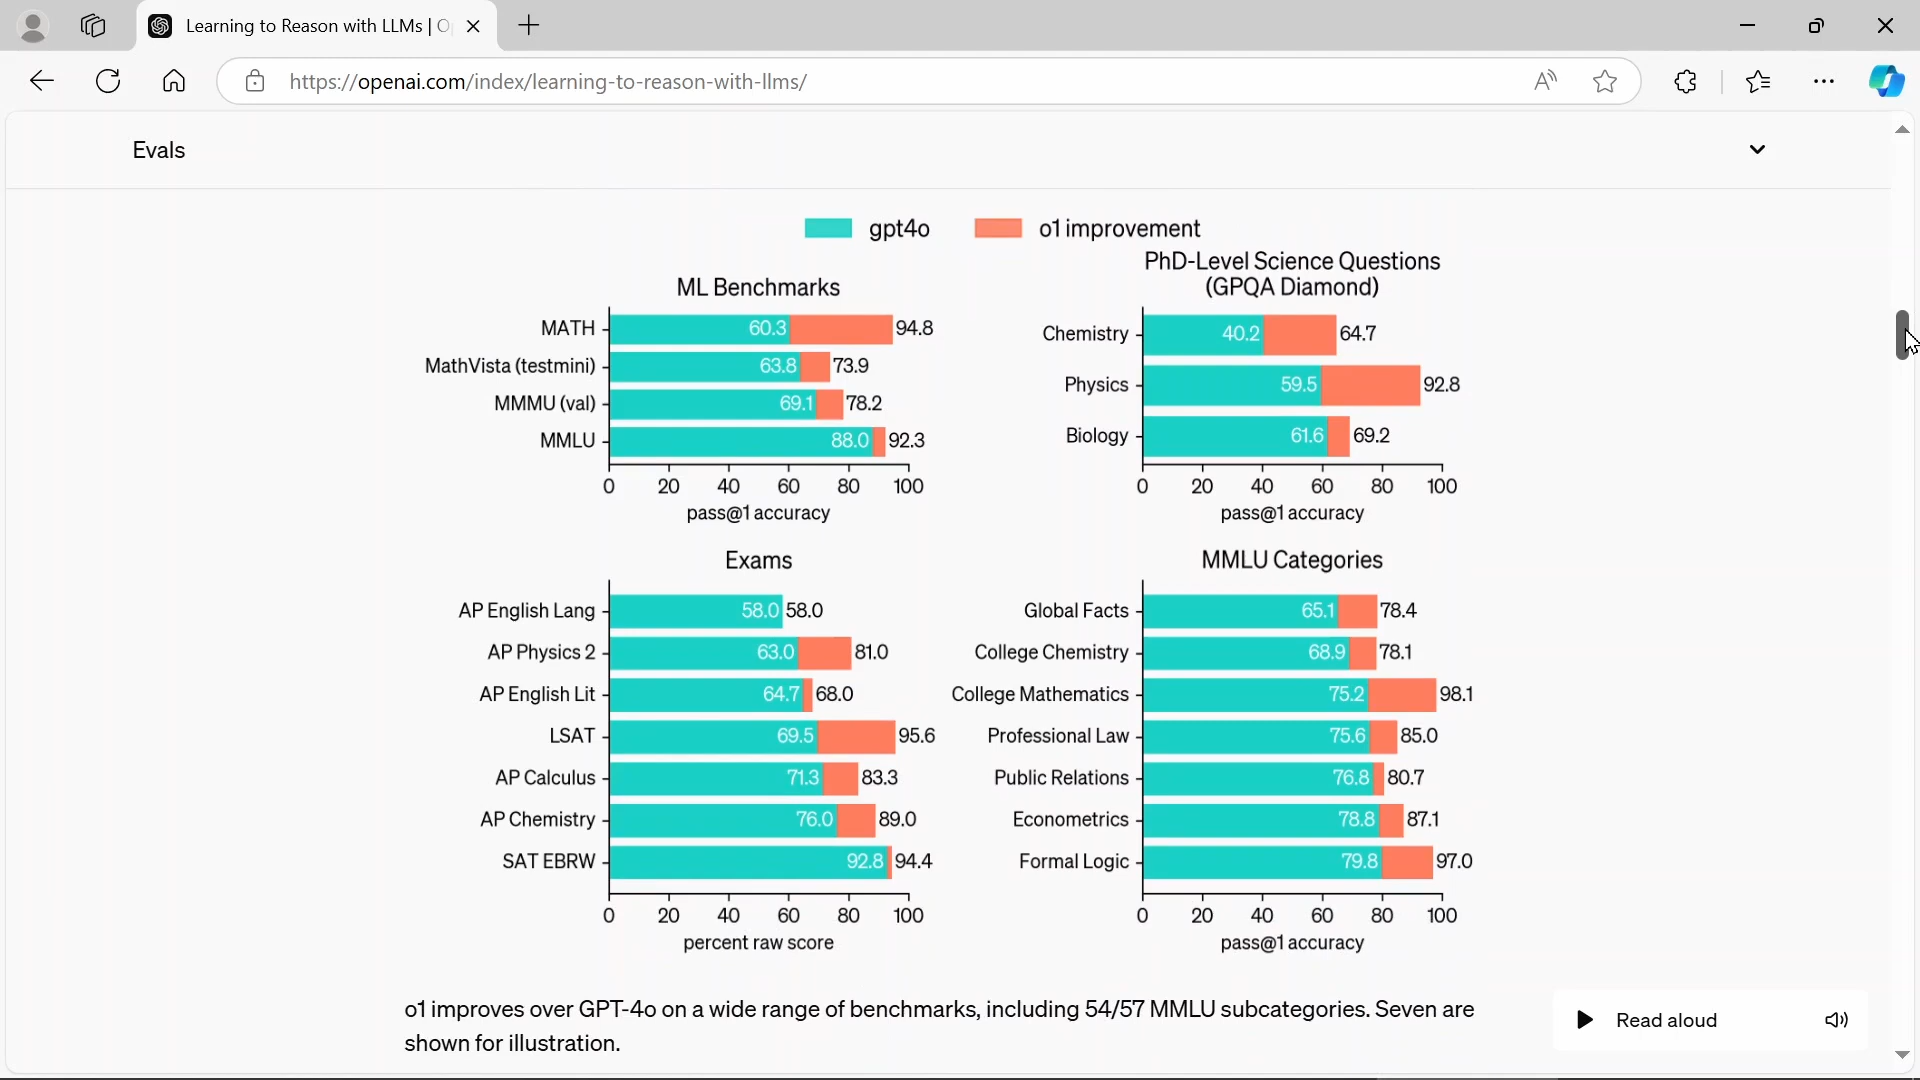 Learning to Reason with LLMs | O
https://openai.com/index/learning-to-reason-with-llms/
Evals
gpt4o
o1 improvement
ML Benchmarks
MATH 60.3 94.8
MathVista (testmini) 63.8 73.9
MMMU (val) 69.1 78.2
MMLU 88.0 92.3
0 20 40 60 80 100
pass@1 accuracy
PhD-Level Science Questions
(GPQA Diamond)
Chemistry 40.2 64.7
Physics 59.5 92.8
Biology 61.6 69.2
0 20 40 60 80 100
pass@1 accuracy
Exams
AP English Lang 58.0 58.0
AP Physics 2 63.0 81.0
AP English Lit 64.7 68.0
LSAT 69.5 95.6
AP Calculus 71.3 83.3
AP Chemistry 76.0 89.0
SAT EBRW 92.8 94.4
0 20 40 60 80 100
percent raw score
MMLU Categories
Global Facts 65.1 78.4
College Chemistry 68.9 78.1
College Mathematics 75.2 98.1
Professional Law 75.6 85.0
Public Relations 76.8 80.7
Econometrics 78.8 87.1
Formal Logic 79.8 97.0
0 20 40 60 80 100
pass@1 accuracy
o1 improves over GPT-4o on a wide range of benchmarks, including 54/57 MMLU subcategories. Seven are
shown for illustration.
Read aloud